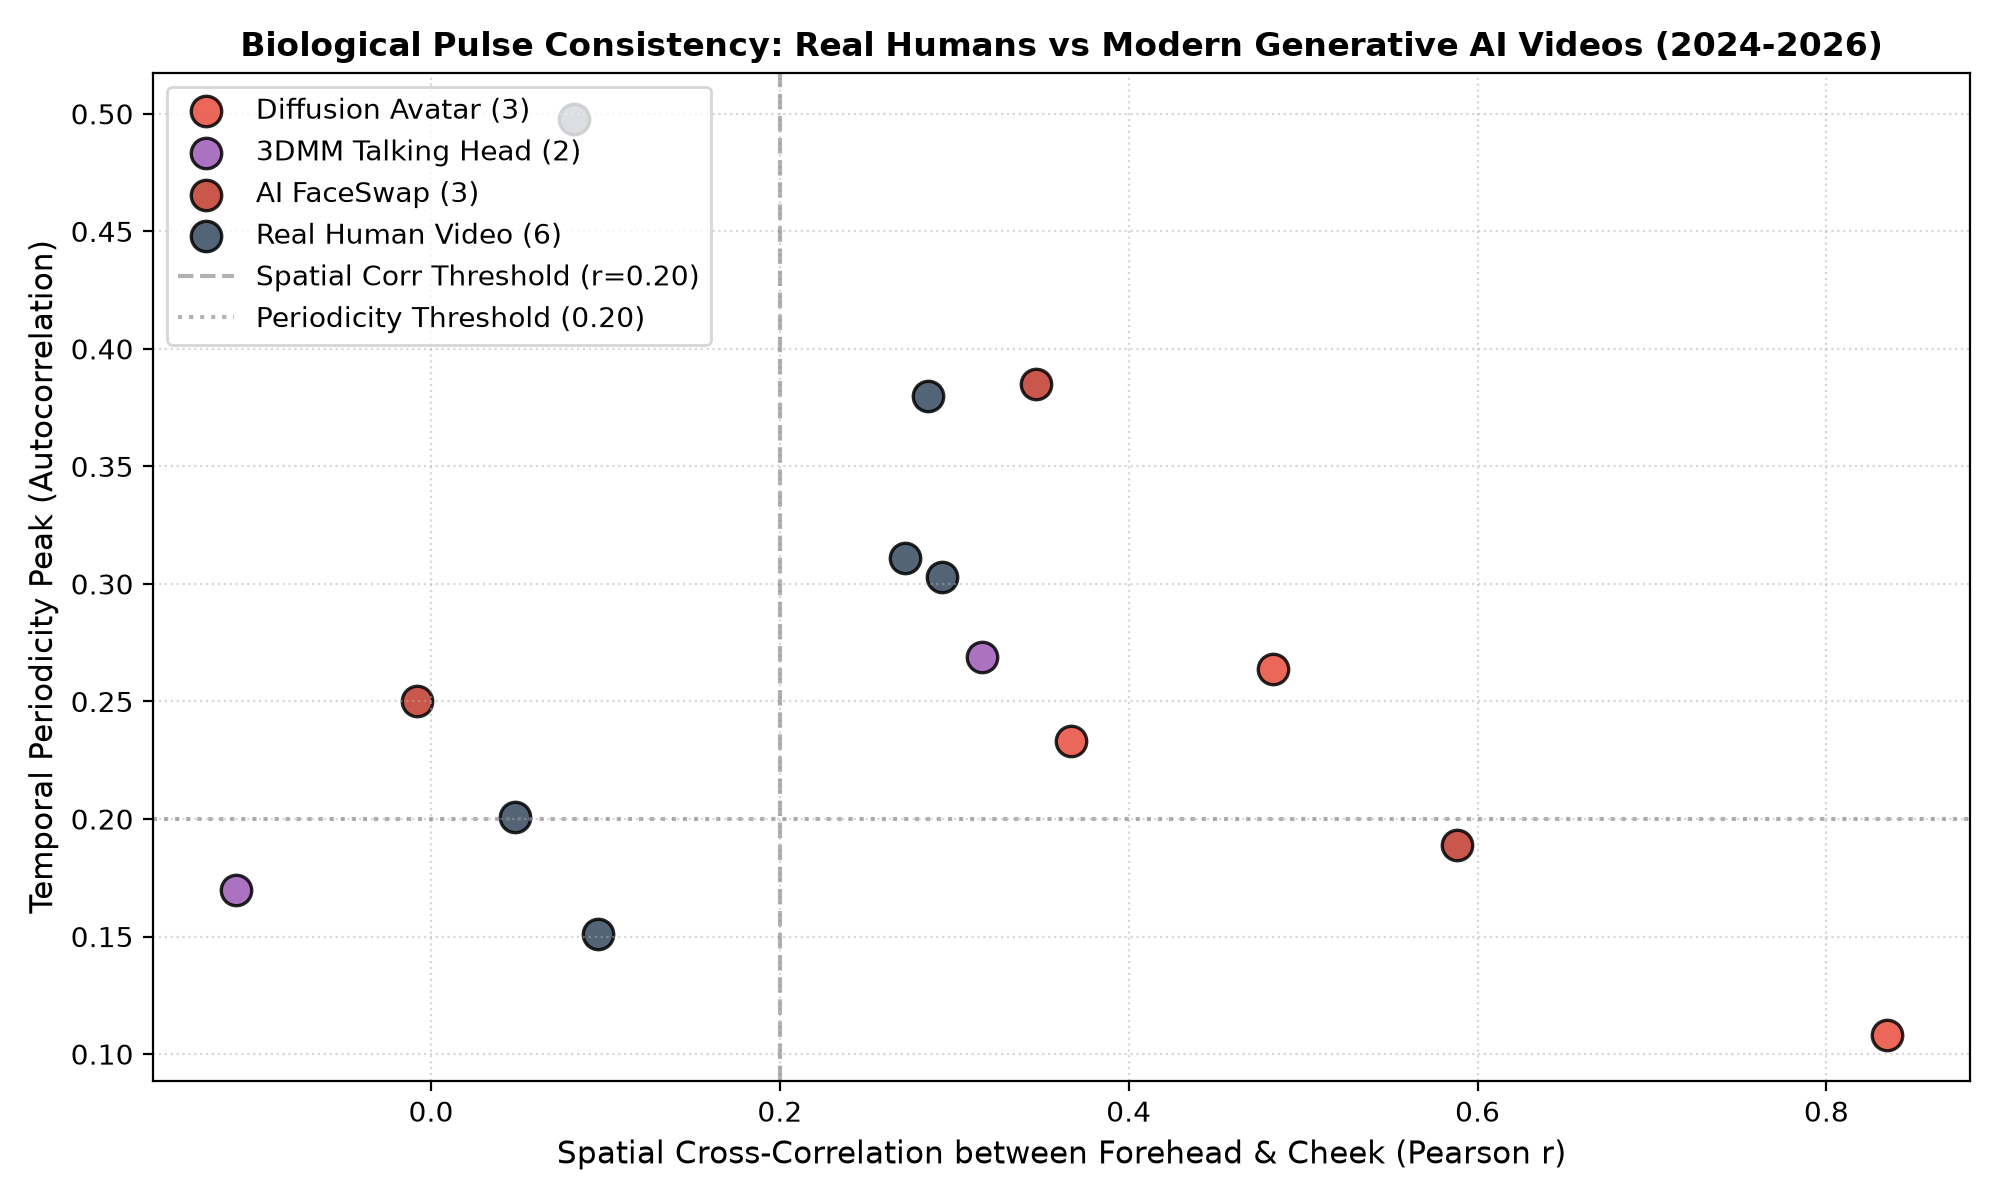 Biological Pulse Consistency: Real Humans vs Modern Generative AI Videos (2024-2026)
Diffusion Avatar (3)
3DMM Talking Head (2)
AI FaceSwap (3)
Real Human Video (6)
Spatial Corr Threshold (r=0.20)
Periodicity Threshold (0.20)
Temporal Periodicity Peak (Autocorrelation)
0.50
0.45
0.40
0.35
0.30
0.25
0.20
0.15
0.10
0.0 0.2 0.4 0.6 0.8
Spatial Cross-Correlation between Forehead & Cheek (Pearson r)